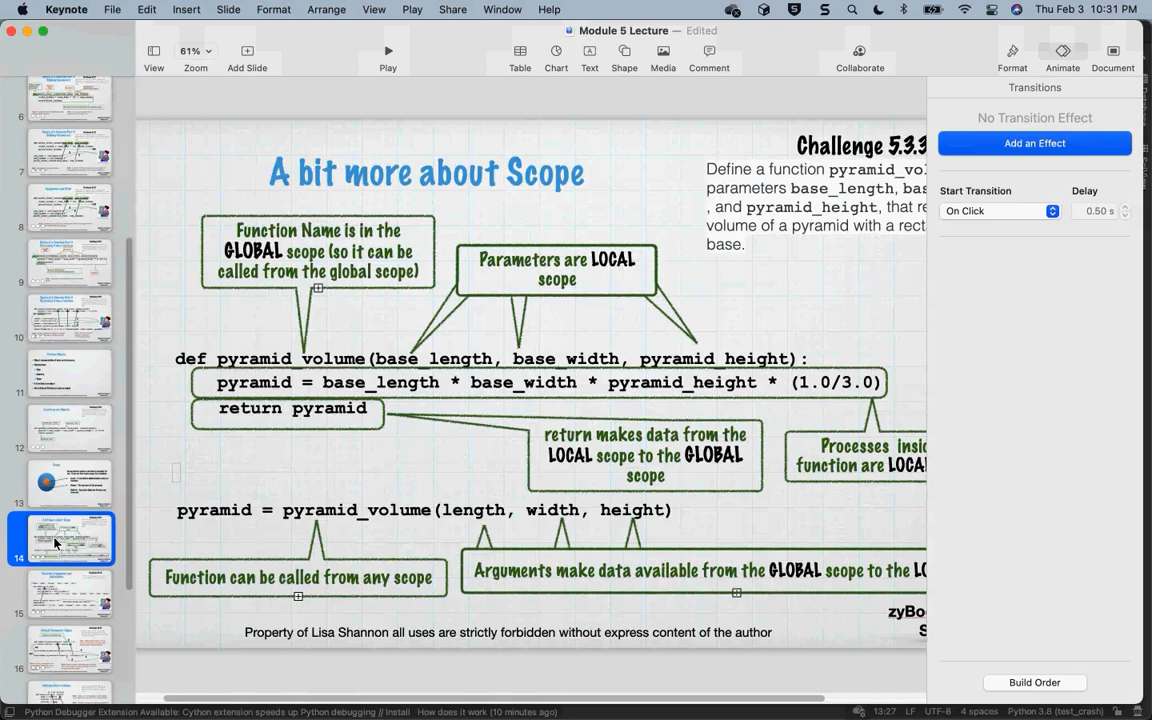 Keynote File Edit Insert Slide Format Arrange View Play Share Window Help Thu Feb 3 10:31 PM
Module 5 Lecture — Edited
61%
View Zoom Add Slide Play Table Chart Text Shape Media Comment Collaborate Format Animate Document
Transitions
No Transition Effect
Add an Effect
Start Transition Delay
On Click 0.50 s
Build Order
6
7
8
9
10
11
12
13
14
15
16
A bit more about Scope
Challenge 5.3.3
Define a function pyramid_vo
parameters base_length, bas
, and pyramid_height, that re
volume of a pyramid with a rect
base.
Function Name is in the
GLOBAL scope (so it can be
called from the global scope)
Parameters are LOCAL
scope
def pyramid_volume(base_length, base_width, pyramid_height):
pyramid = base_length * base_width * pyramid_height * (1.0/3.0)
return pyramid
return makes data from the
LOCAL scope to the GLOBAL
scope
Processes insi
function are LOCA
pyramid = pyramid_volume(length, width, height)
Function can be called from any scope
Arguments make data available from the GLOBAL scope to the LO
zyBo
S
Property of Lisa Shannon all uses are strictly forbidden without express content of the author
Python Debugger Extension Available: Cython extension speeds up Python debugging // Install How does it work (10 minutes ago) 13:27 LF UTF-8 4 spaces Python 3.8 (test_crash)